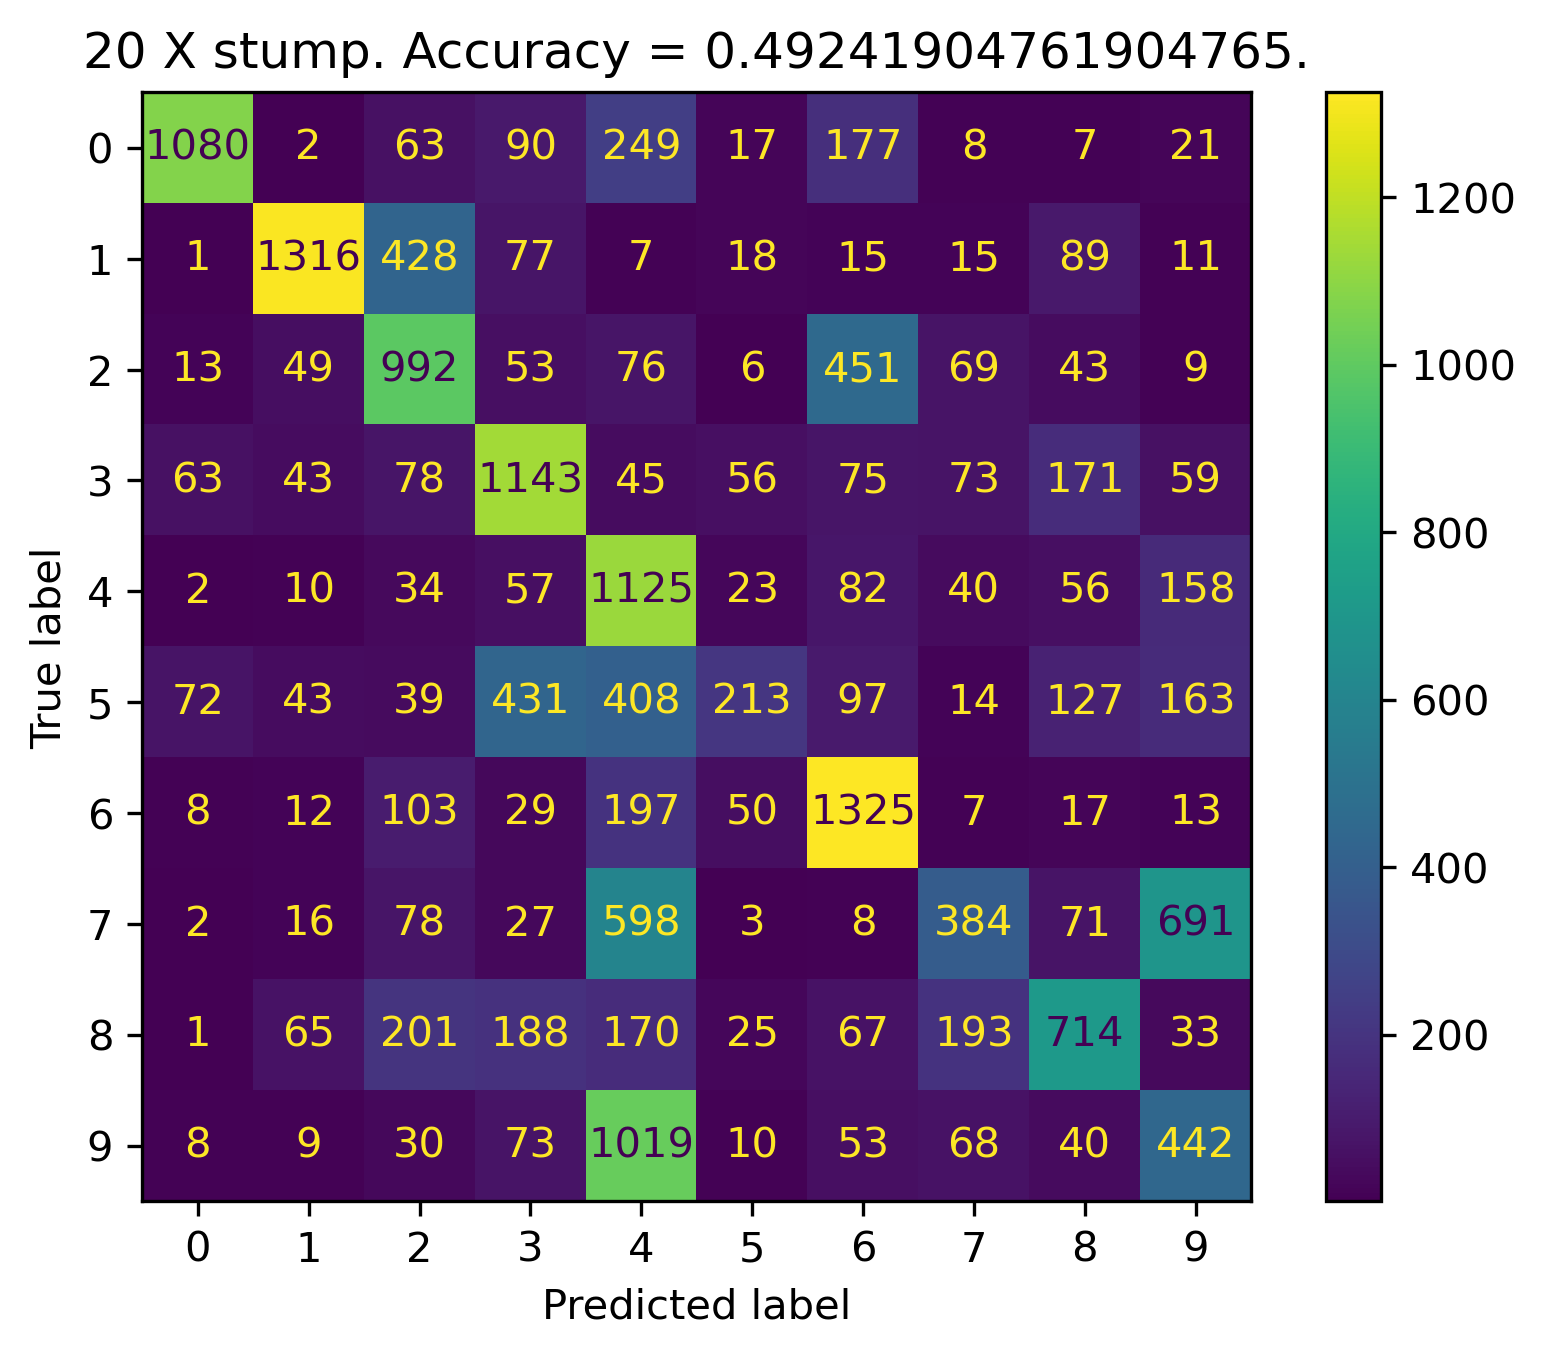 20 X stump. Accuracy = 0.49241904761904765.
0 1080 2 63 90 249 17 177 8 7 21
1 1 1316 428 77 7 18 15 15 89 11
2 13 49 992 53 76 6 451 69 43 9
3 63 43 78 1143 45 56 75 73 171 59
4 2 10 34 57 1125 23 82 40 56 158
5 72 43 39 431 408 213 97 14 127 163
6 8 12 103 29 197 50 1325 7 17 13
7 2 16 78 27 598 3 8 384 71 691
8 1 65 201 188 170 25 67 193 714 33
9 8 9 30 73 1019 10 53 68 40 442
0 1 2 3 4 5 6 7 8 9
True label
Predicted label
1200
1000
800
600
400
200